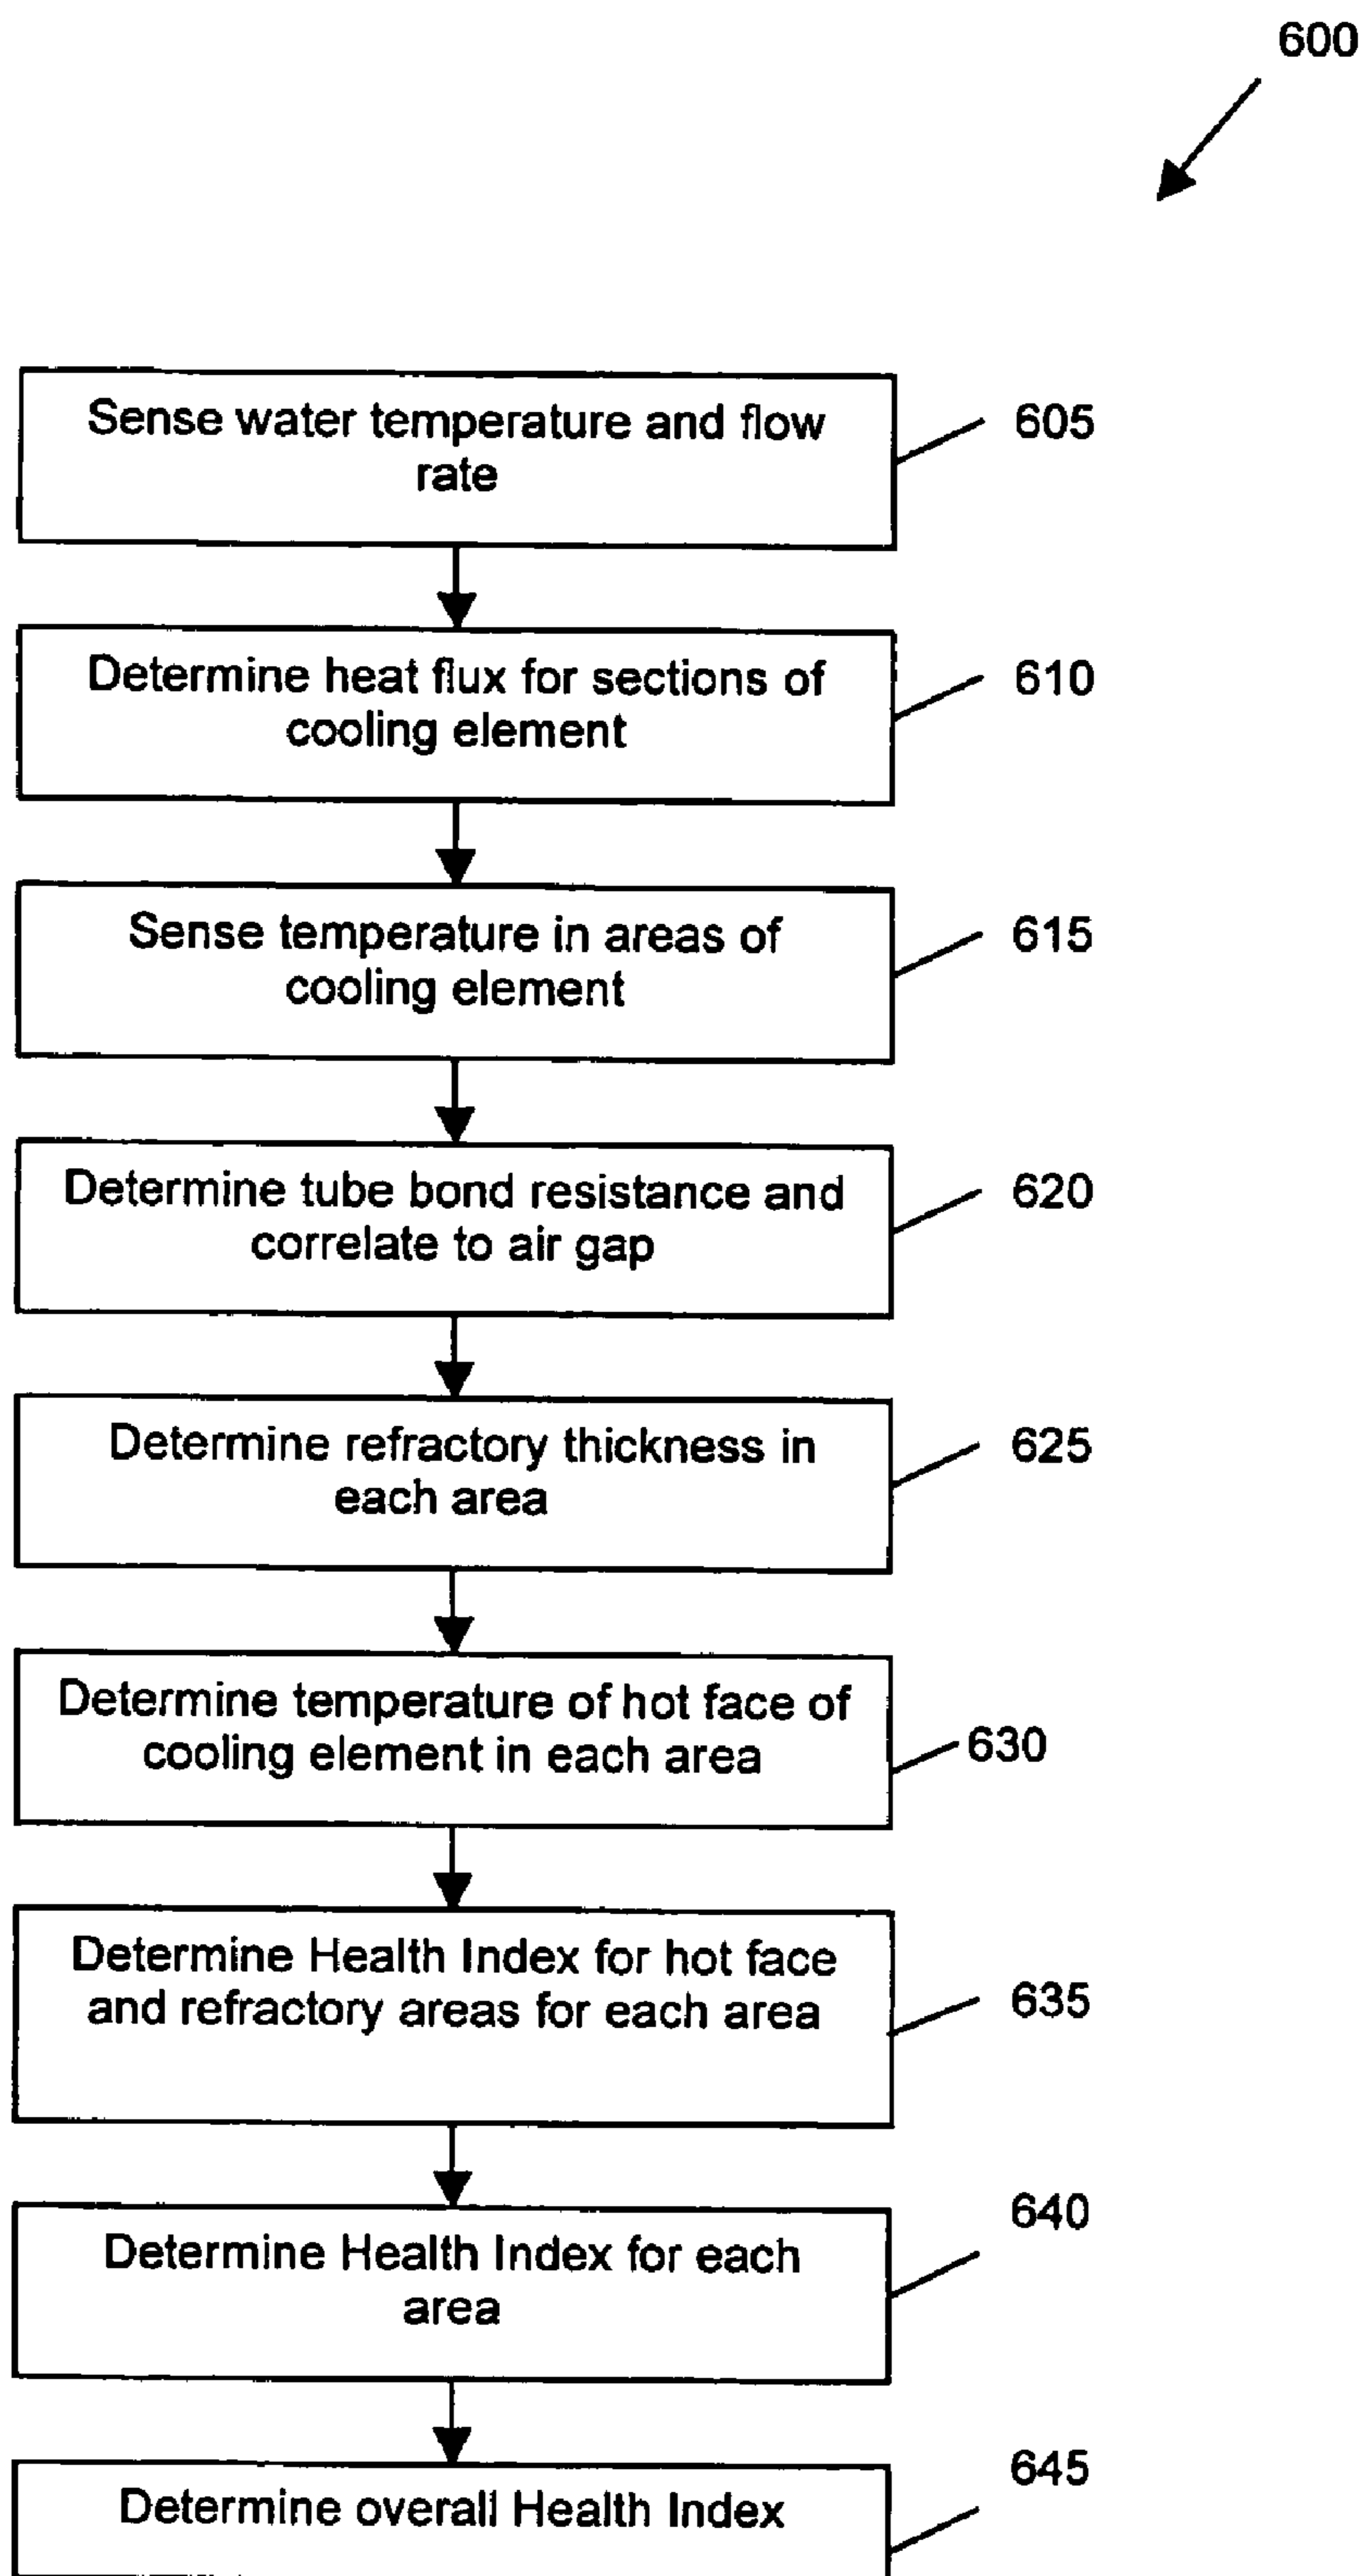 600
Sense water temperature and flow
rate
605
Determine heat flux for sections of
cooling element
610
Sense temperature in areas of
cooling element
615
Determine tube bond resistance and
correlate to air gap
620
Determine refractory thickness in
each area
625
Determine temperature of hot face of
cooling element in each area
630
Determine Health Index for hot face
and refractory areas for each area
635
Determine Health Index for each
area
640
Determine overall Health Index
645